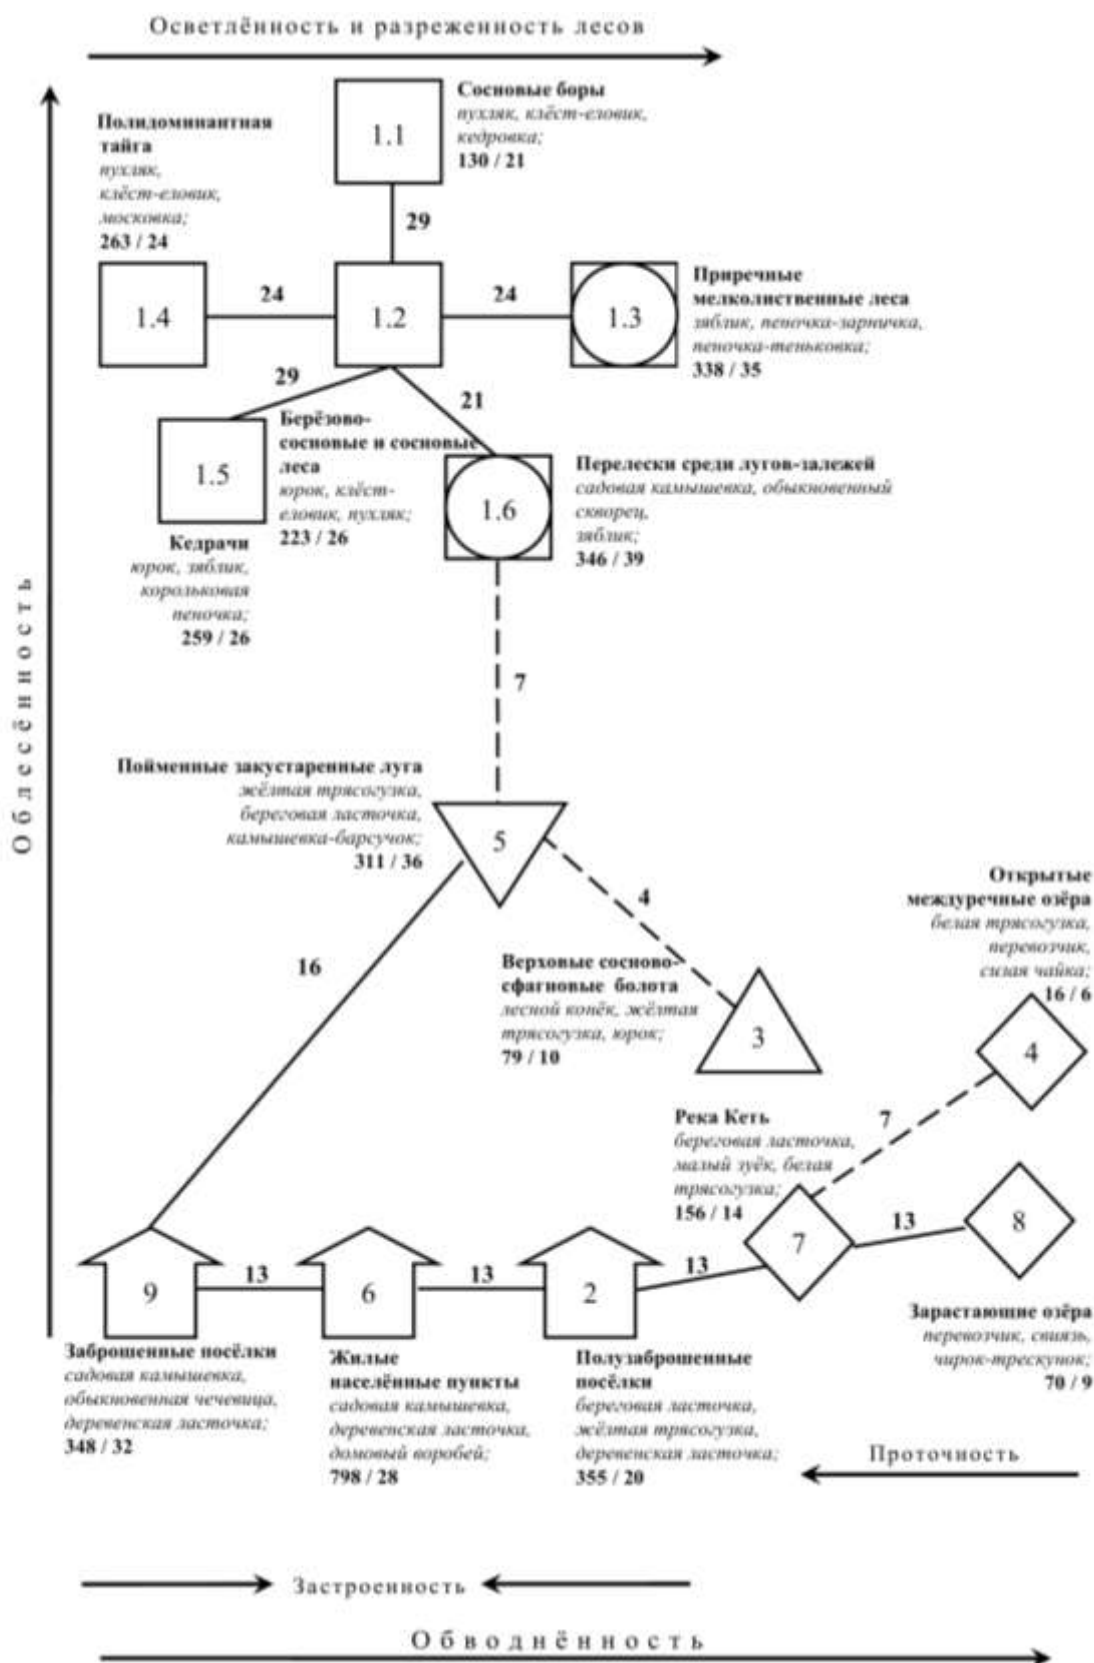 Осветлённость и разреженность лесов
Сосновые боры
пухляк, клёст-еловик,
кедровка;
130 / 21
1.1
Полидоминантная
тайга
пухляк,
клёст-еловик,
московка;
263 / 24
29
1.4
24
1.2
24
1.3
Приречные
мелколиственные леса
зяблик, пеночка-зарничка,
пеночка-теньковка;
338 / 35
29
21
1.5
Берёзово-
сосновые и сосновые
леса
юрок, клёст-
еловик, пухляк;
223 / 26
1.6
Перелески среди лугов-залежей
садовая камышевка, обыкновенный
скворец,
зяблик;
346 / 39
Кедрачи
юрок, зяблик,
корольковая
пеночка;
259 / 26
Облесённость
7
Пойменные закустаренные луга
жёлтая трясогузка,
береговая ласточка,
камышевка-барсучок;
311 / 36
5
4
16
Верховые сосново-
сфагновые болота
лесной конёк, жёлтая
трясогузка, юрок;
79 / 10
3
Открытые
междуречные озёра
белая трясогузка,
перевозчик,
сизая чайка;
16 / 6
4
Река Кеть
береговая ласточка,
малый зуёк, белая
трясогузка;
156 / 14
7
7
13
8
9
13
6
13
2
13
Зарастающие озёра
перевозчик, свиязь,
чирок-трескунок;
70 / 9
Заброшенные посёлки
садовая камышевка,
обыкновенная чечевица,
деревенская ласточка;
348 / 32
Жилые
населённые пункты
садовая камышевка,
деревенская ласточка,
домовый воробей;
798 / 28
Полузаброшенные
посёлки
береговая ласточка,
жёлтая трясогузка,
деревенская ласточка;
355 / 20
Проточность
Застроенность
Обводнённость